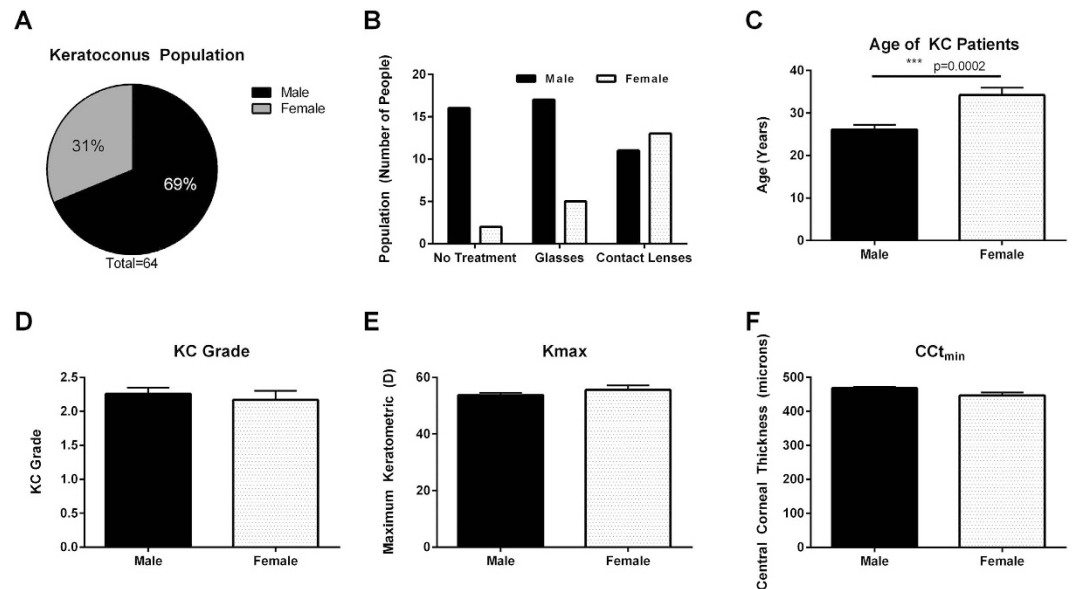 A
Keratoconus Population
Male
Female
31%
69%
Total=64
B
Population (Number of People)
20
15
10
5
0
Male
Female
No Treatment
Glasses
Contact Lenses
C
Age of KC Patients
*** p=0.0002
Age (Years)
40
30
20
10
0
Male
Female
D
KC Grade
KC Grade
2.5
2.0
1.5
1.0
0.5
0.0
Male
Female
E
Kmax
Maximum Keratometric (D)
60
40
20
0
Male
Female
F
CCtmin
Central Corneal Thickness (microns)
500
400
300
200
100
0
Male
Female